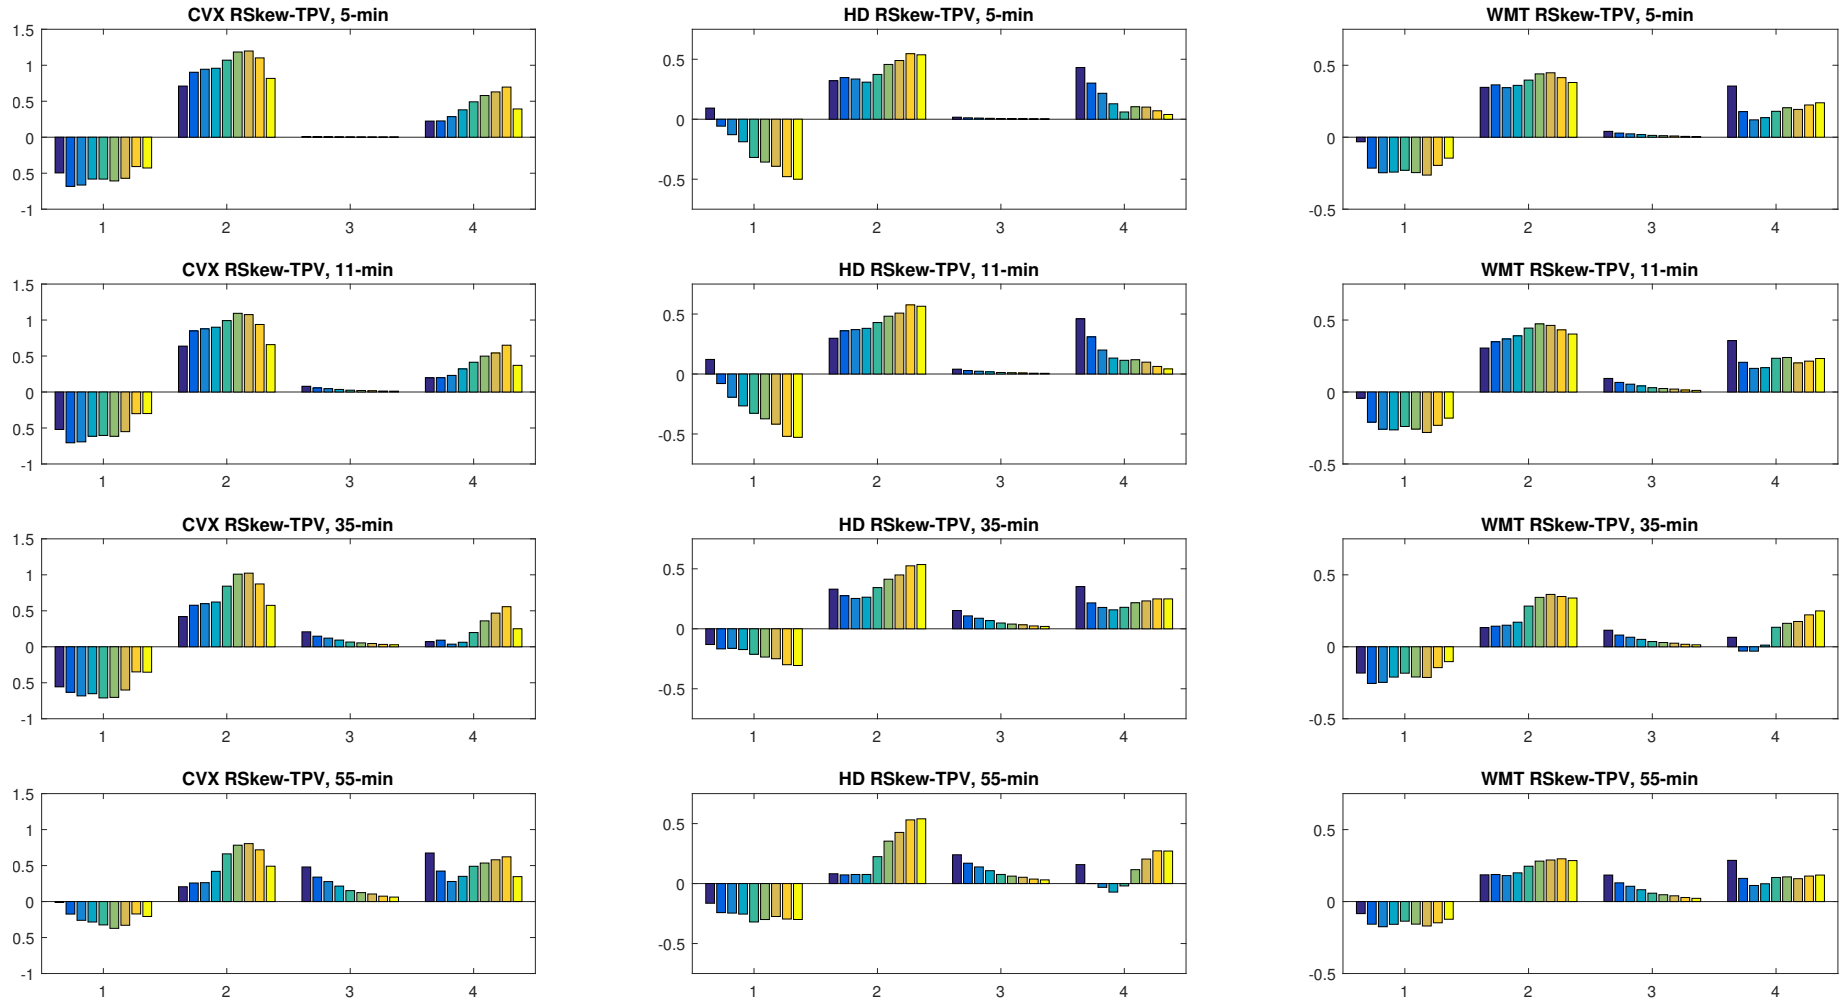 CVX RSkew-TPV, 5-min
1.5
1
0.5
0
0.5
-1
1 2 3 4
HD RSkew-TPV, 5-min
0.5
0
-0.5
1 2 3 4
WMT RSkew-TPV, 5-min
0.5
0
-0.5
1 2 3 4
CVX RSkew-TPV, 11-min
1.5
1
0.5
0
0.5
-1
1 2 3 4
HD RSkew-TPV, 11-min
0.5
0
-0.5
1 2 3 4
WMT RSkew-TPV, 11-min
0.5
0
-0.5
1 2 3 4
CVX RSkew-TPV, 35-min
1.5
1
0.5
0
0.5
-1
1 2 3 4
HD RSkew-TPV, 35-min
0.5
0
-0.5
1 2 3 4
WMT RSkew-TPV, 35-min
0.5
0
-0.5
1 2 3 4
CVX RSkew-TPV, 55-min
1.5
1
0.5
0
0.5
-1
1 2 3 4
HD RSkew-TPV, 55-min
0.5
0
-0.5
1 2 3 4
WMT RSkew-TPV, 55-min
0.5
0
-0.5
1 2 3 4